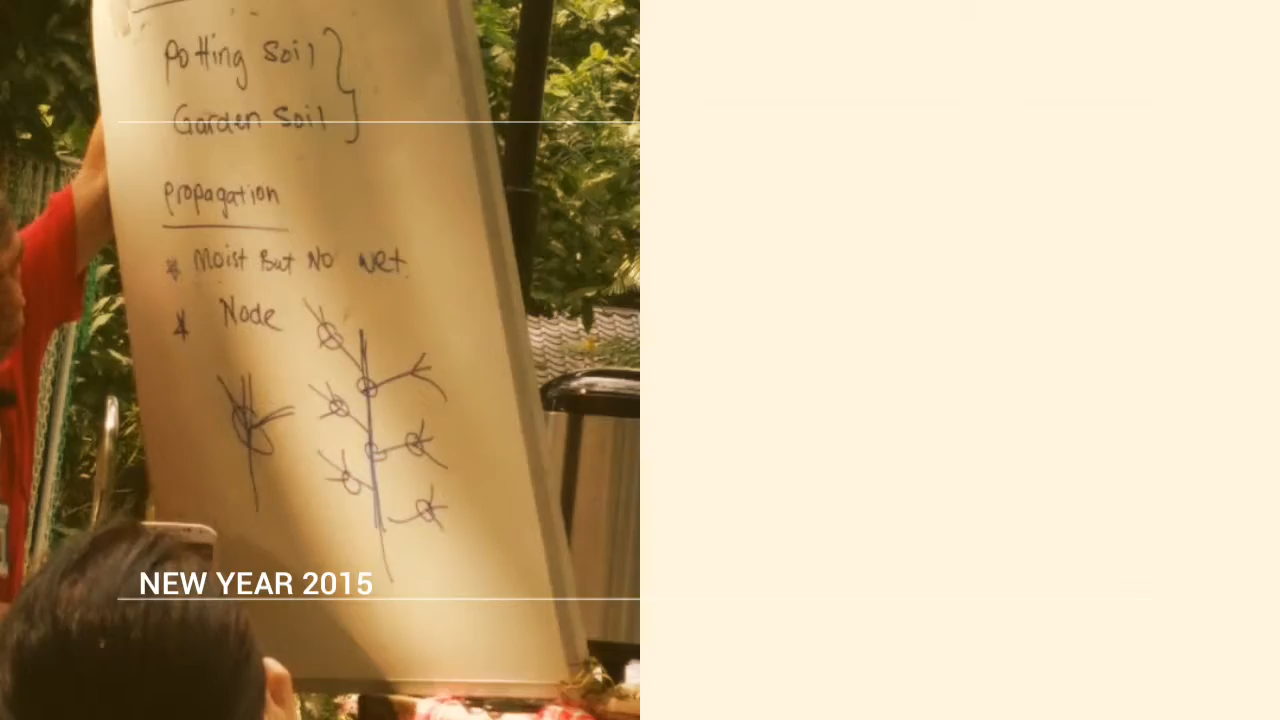 Potting Soil
Garden Soil
Propagation
* Moist But No wet.
* Node
NEW YEAR 2015